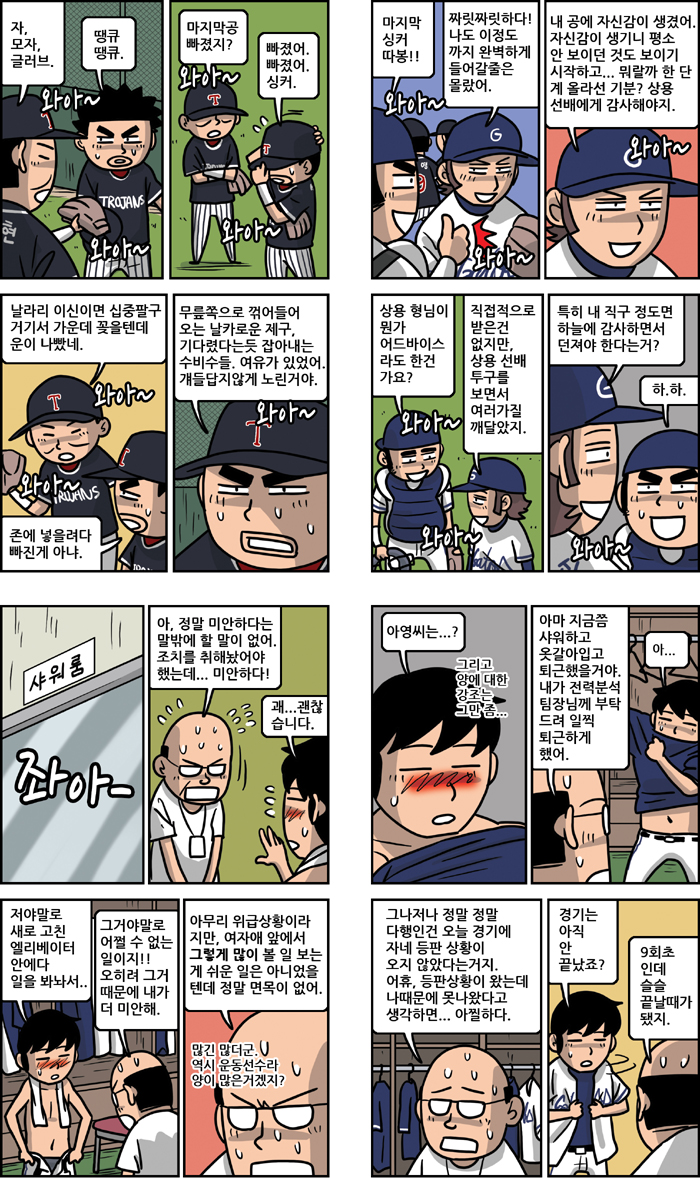 자,
모자,
글러브.
땡큐
땡큐.
와아~
T
TROJANS
현
와아~
마지막공
빠졌지?
와아~
빠졌어.
빠졌어.
싱커.
T
TROJANS
와아~
마지막
싱커
따봉!!
짜릿짜릿하다!
나도 이정도
까지 완벽하게
들어갈줄은
몰랐어.
와아~
G
9
와아~
내 공에 자신감이 생겼어.
자신감이 생기니 평소
안 보이던 것도 보이기
시작하고... 뭐랄까 한 단
계 올라선 기분? 상용
선배에게 감사해야지.
와아~
G
날라리 이신이면 십중팔구
거기서 가운데 꽂을텐데
운이 나빴네.
T
와아~
와아~
TROJANS
존에 넣을려다
빠진게 아냐.
무릎쪽으로 꺾어들어
오는 날카로운 제구,
기다렸다는듯 잡아내는
수비수들. 여유가 있었어.
걔들답지않게 노린거야.
와아~
T
상용 형님이
뭔가
어드바이스
라도 한건
가요?
와아~
직접적으로
받은건
없지만,
상용 선배
투구를
보면서
여러가질
깨달았지.
G
와아~
특히 내 직구 정도면
하늘에 감사하면서
던져야 한다는거?
G
하.하.
와아~
샤워룸
좌아-
아, 정말 미안하다는
말밖에 할 말이 없어.
조치를 취해놨어야
했는데... 미안하다!
괘...괜찮
습니다.
아영씨는...?
그리고
양에 대한
강조는
그만 좀...
아마 지금쯤
샤워하고
옷갈아입고
퇴근했을거야.
내가 전력분석
팀장님께 부탁
드려 일찍
퇴근하게
했어.
아...
저야말로
새로 고친
엘리베이터
안에다
일을 봐놔서..
그거야말로
어쩔 수 없는
일이지!!
오히려 그거
때문에 내가
더 미안해.
아무리 위급상황이라
지만, 여자애 앞에서
그렇게 많이 볼 일 보는
게 쉬운 일은 아니었을
텐데 정말 면목이 없어.
많긴 많더군.
역시 운동선수라
양이 많은거겠지?
그나저나 정말 정말
다행인건 오늘 경기에
자네 등판 상황이
오지 않았다는거지.
어휴, 등판상황이 왔는데
나때문에 못나왔다고
생각하면... 아찔하다.
경기는
아직
안
끝났죠?
9회초
인데
슬슬
끝날때가
됐지.